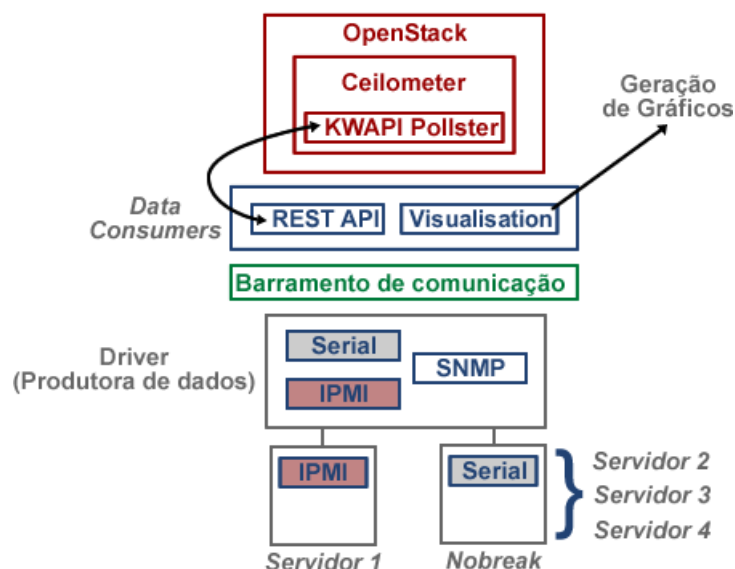 OpenStack
Ceilometer
KWAPI Pollster
Geração
de Gráficos
Data
Consumers
REST API
Visualisation
Barramento de comunicação
Driver
(Produtora de dados)
Serial
SNMP
IPMI
IPMI
Serial
Servidor 2
Servidor 3
Servidor 4
Servidor 1
Nobreak